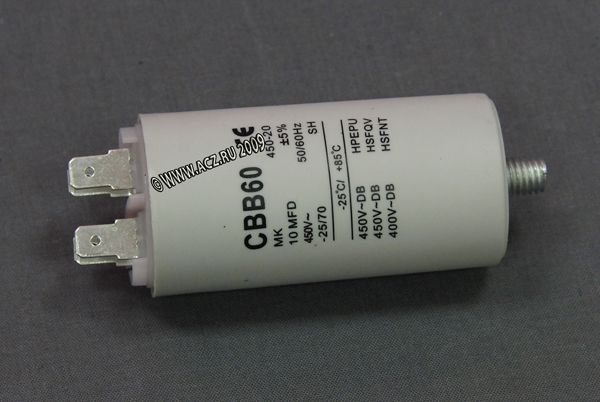 CBB60 CE
MK 450-20
10 MFD ±5%
450V~ 50/60Hz
-25/70 SH
-25℃/ +85℃
450V~DB HPEPU
450V~DB HSFQV
400V~DB HSFNT
©WWW.ACZ.RU 2009